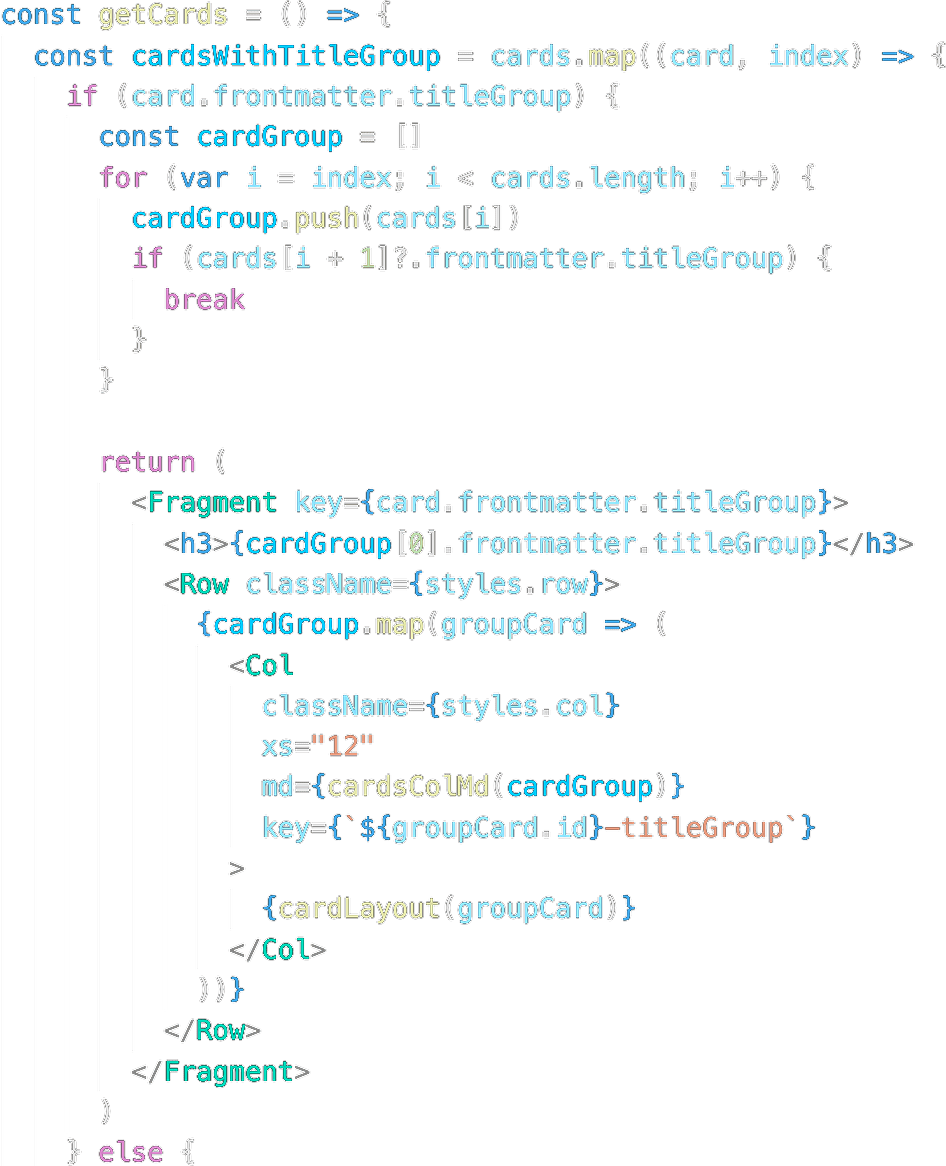 const getCards = () => {
  const cardsWithTitleGroup = cards.map((card, index) => {
    if (card.frontmatter.titleGroup) {
      const cardGroup = []
      for (var i = index; i < cards.length; i++) {
        cardGroup.push(cards[i])
        if (cards[i + 1]?.frontmatter.titleGroup) {
          break
        }
      }

      return (
        <Fragment key={card.frontmatter.titleGroup}>
          <h3>{cardGroup[0].frontmatter.titleGroup}</h3>
          <Row className={styles.row}>
            {cardGroup.map(groupCard => (
              <Col
                className={styles.col}
                xs="12"
                md={cardsColMd(cardGroup)}
                key={`${groupCard.id}-titleGroup`}
              >
                {cardLayout(groupCard)}
              </Col>
            ))}
          </Row>
        </Fragment>
      )
    } else {